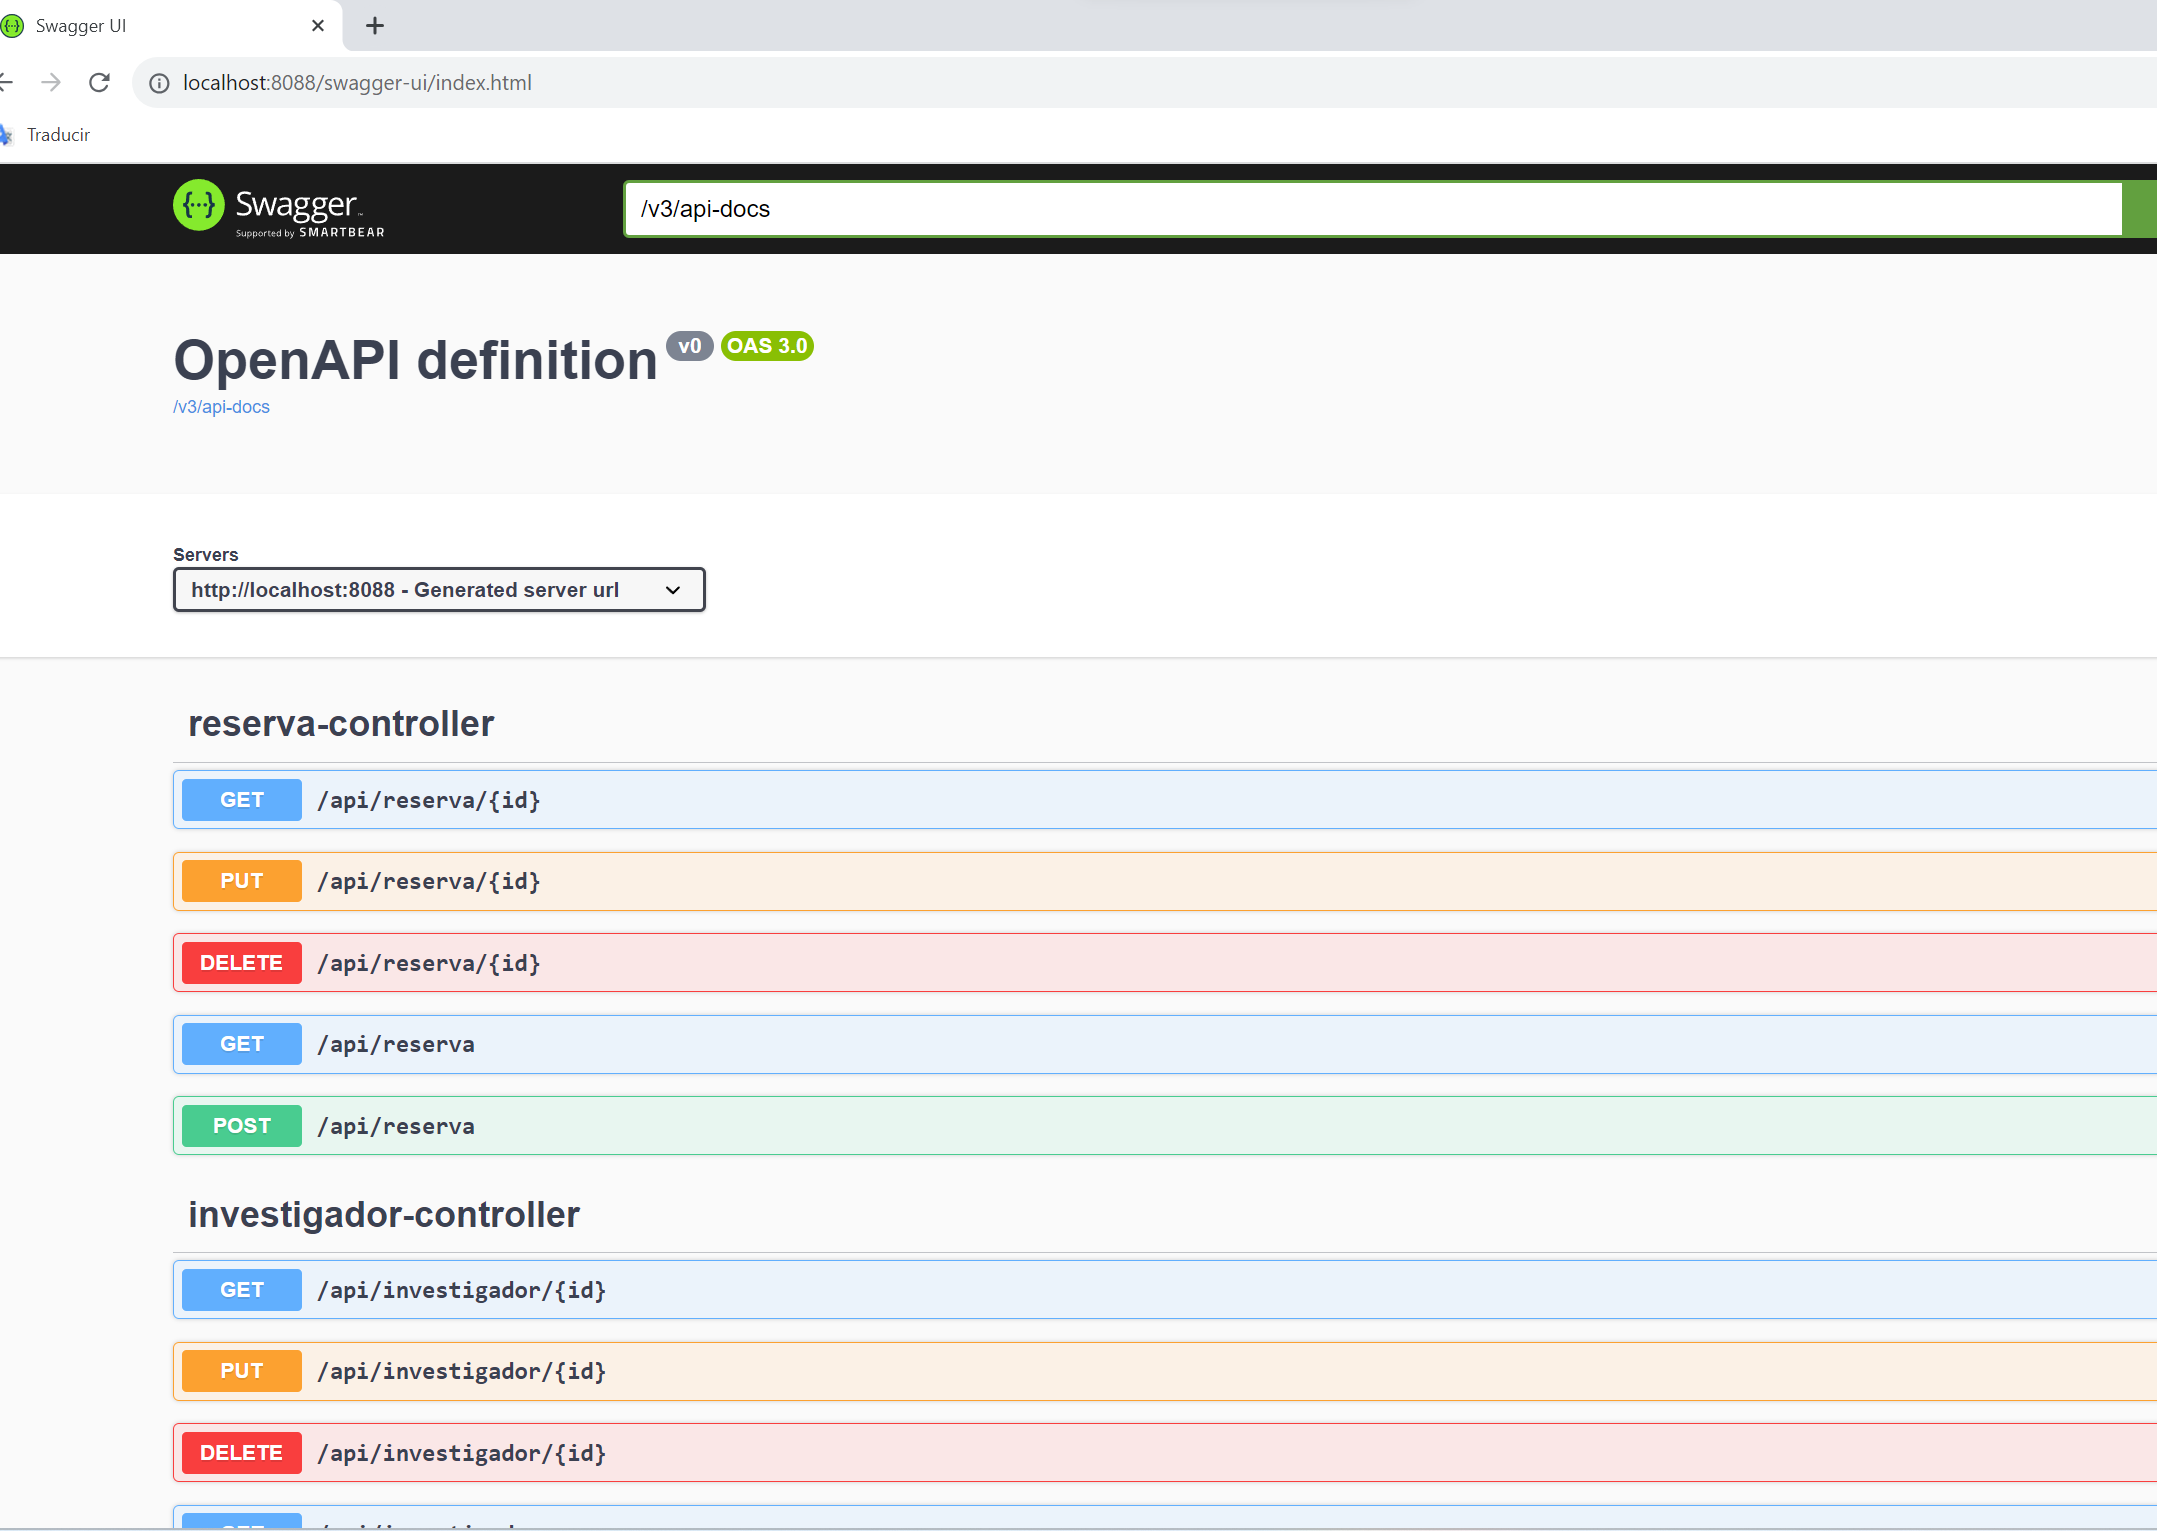 Swagger UI
localhost:8088/swagger-ui/index.html
Traducir
Swagger
Supported by SMARTBEAR
/v3/api-docs
OpenAPI definition v0 OAS 3.0
/v3/api-docs
Servers
http://localhost:8088 - Generated server url
reserva-controller
GET /api/reserva/{id}
PUT /api/reserva/{id}
DELETE /api/reserva/{id}
GET /api/reserva
POST /api/reserva
investigador-controller
GET /api/investigador/{id}
PUT /api/investigador/{id}
DELETE /api/investigador/{id}